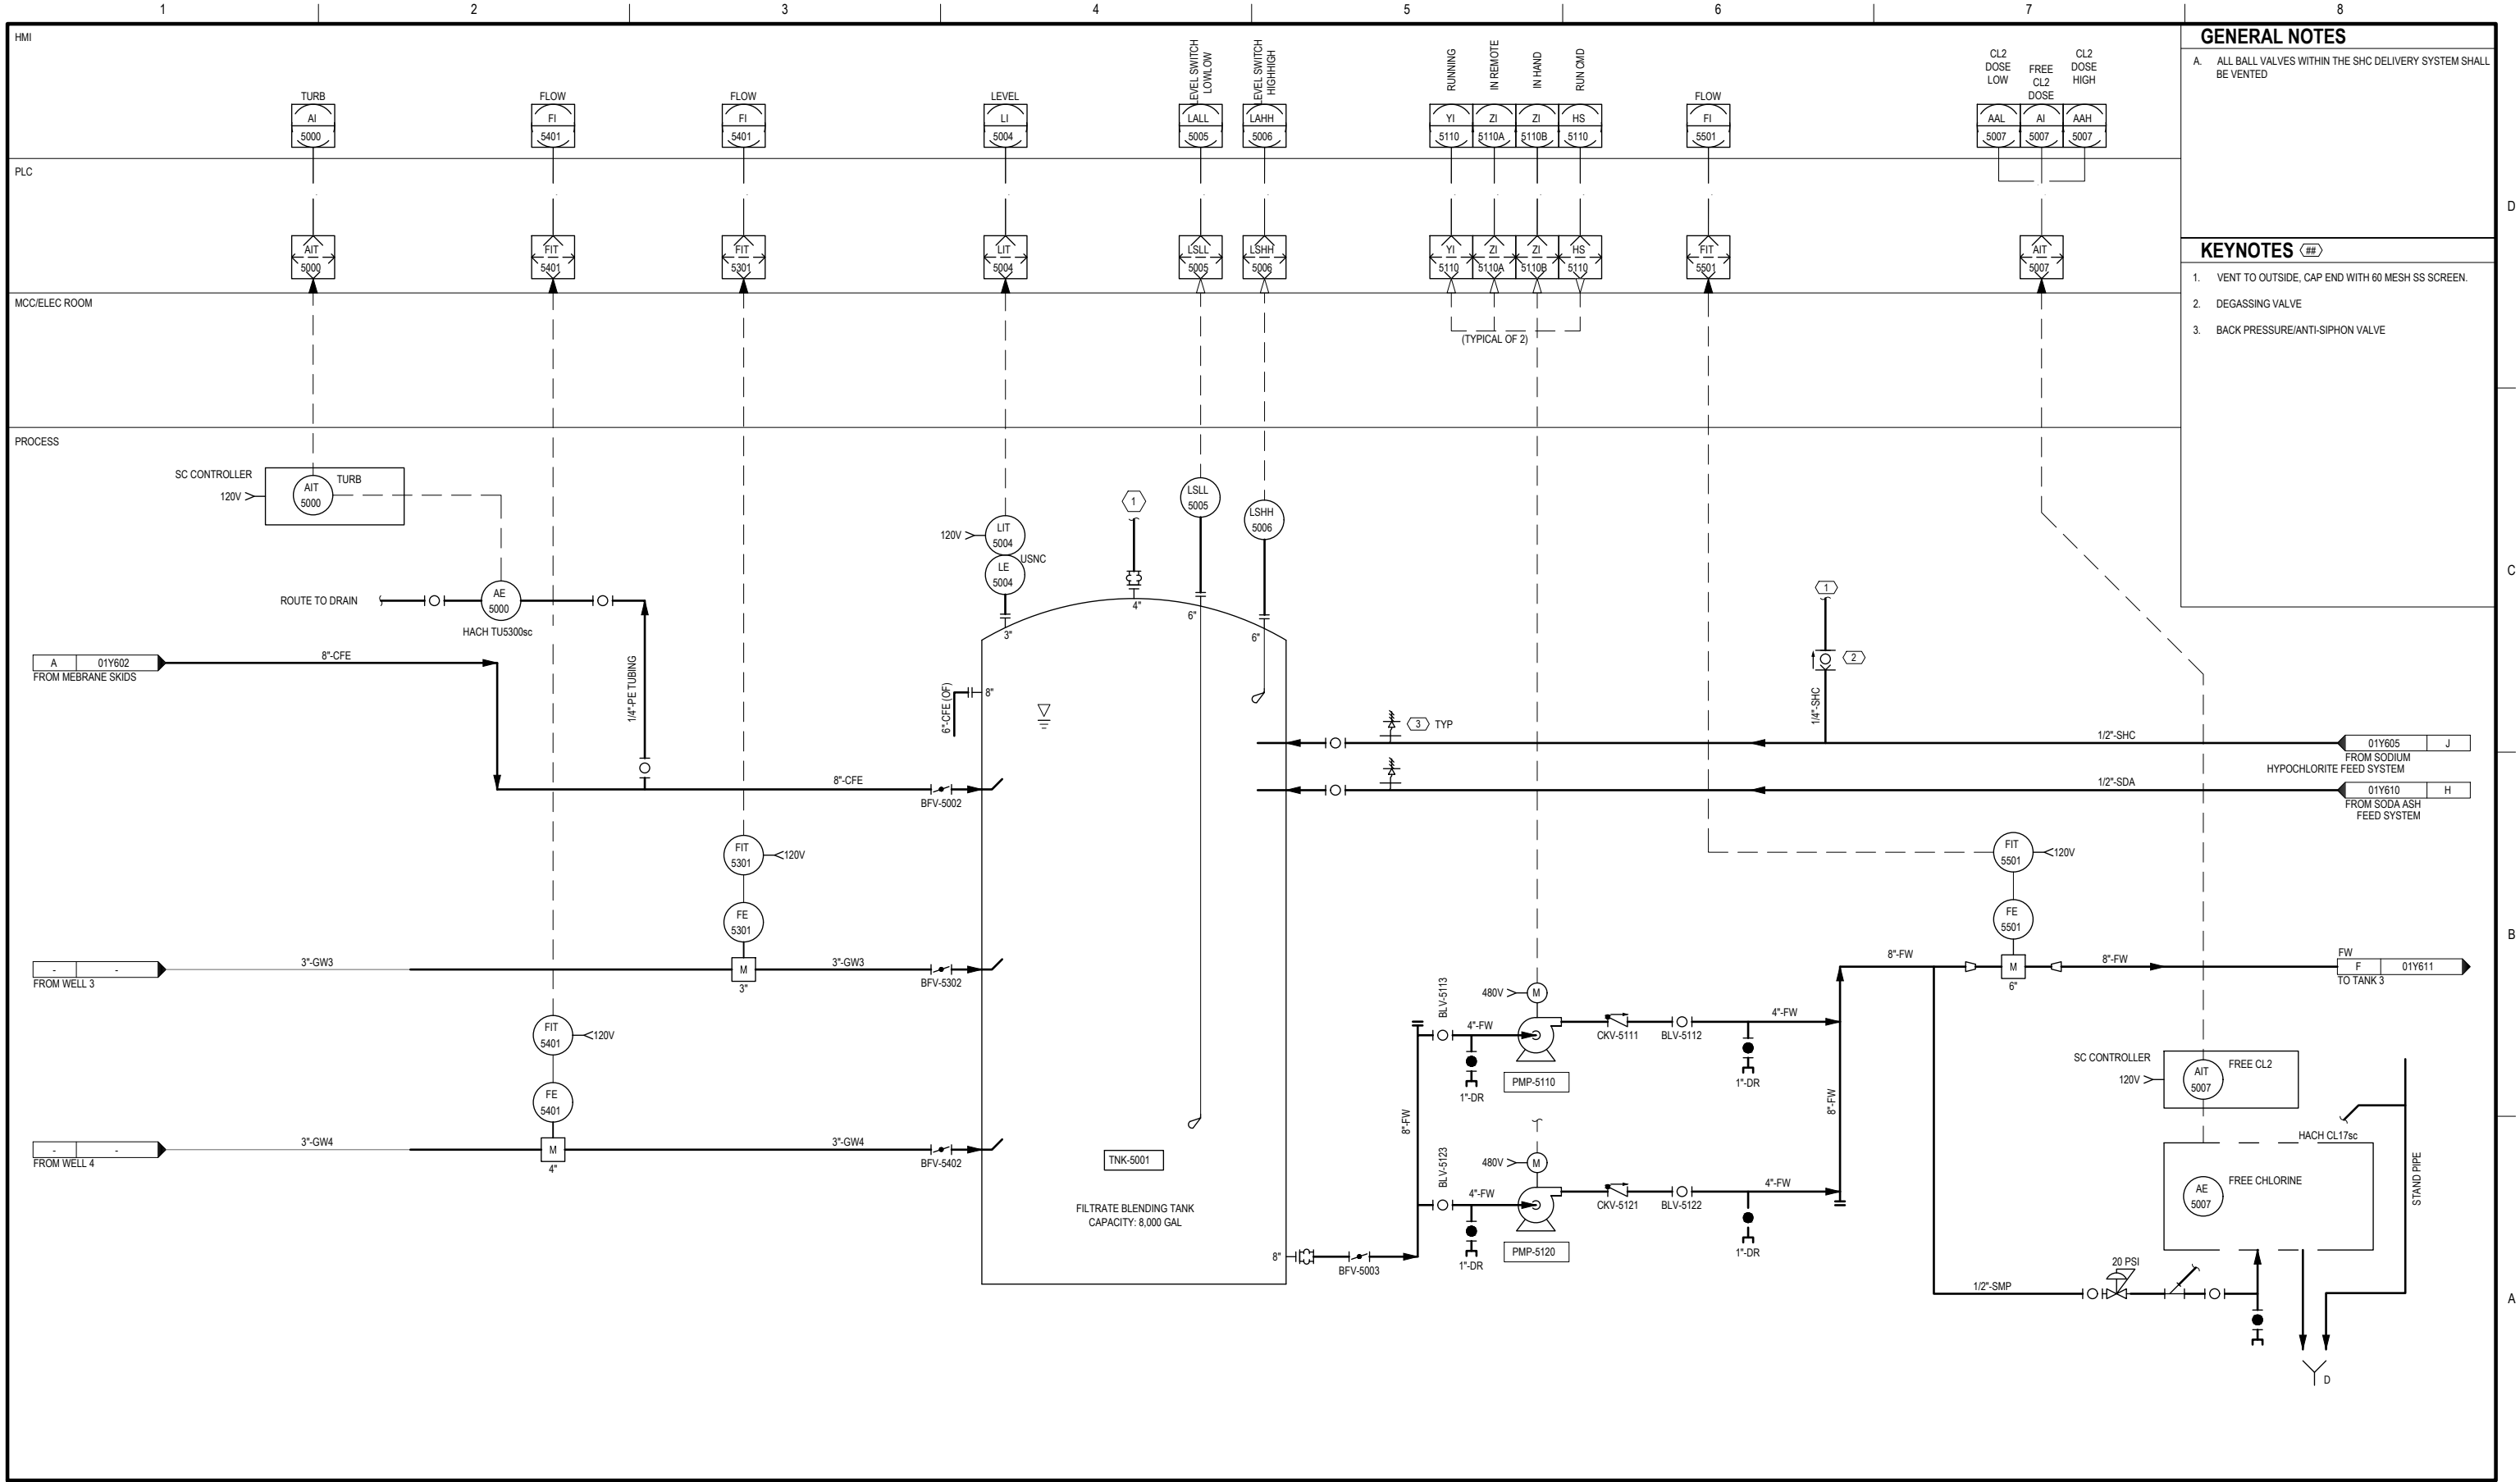 1 2 3 4 5 6 7 8
HMI
TURB
AI
5000
FLOW
FI
5401
FLOW
FI
5401
LEVEL
LI
5004
LEVEL SWITCH
LOWLOW
LALL
5005
LEVEL SWITCH
HIGHHIGH
LAHH
5006
RUNNING
YI
5110
IN REMOTE
ZI
5110A
IN HAND
ZI
5110B
RUN CMD
HS
5110
FLOW
FI
5501
CL2
DOSE
LOW
AAL
5007
FREE
CL2
DOSE
AI
5007
CL2
DOSE
HIGH
AAH
5007
GENERAL NOTES
A. ALL BALL VALVES WITHIN THE SHC DELIVERY SYSTEM SHALL
BE VENTED
PLC
AIT
5000
FIT
5401
FIT
5301
LIT
5004
LSLL
5005
LSHH
5006
YI
5110
ZI
5110A
ZI
5110B
HS
5110
FIT
5501
AIT
5007
D
KEYNOTES ##
1. VENT TO OUTSIDE, CAP END WITH 60 MESH SS SCREEN.
2. DEGASSING VALVE
3. BACK PRESSURE/ANTI-SIPHON VALVE
MCC/ELEC ROOM
(TYPICAL OF 2)
PROCESS
SC CONTROLLER
120V
AIT
5000
TURB
120V
LIT
5004
LE
5004
USNC
3"
1
4"
LSLL
5005
6"
LSHH
5006
6"
C
ROUTE TO DRAIN
AE
5000
HACH TU5300sc
A 01Y602
FROM MEBRANE SKIDS
8"-CFE
1/4"-PE TUBING
6"-CFE (OF)
8"
1
2
1/4"-SHC
3 TYP
1/2"-SHC
01Y605 J
FROM SODIUM
HYPOCHLORITE FEED SYSTEM
8"-CFE
BFV-5002
1/2"-SDA
01Y610 H
FROM SODA ASH
FEED SYSTEM
FIT
5301
120V
FE
5301
FIT
5501
120V
FE
5501
B
- -
FROM WELL 3
3"-GW3
M
3"
3"-GW3
BFV-5302
8"-FW
M
6"
8"-FW
FW
F 01Y611
TO TANK 3
FIT
5401
120V
FE
5401
BLV-5113
4"-FW
480V
M
PMP-5110
1"-DR
CKV-5111
BLV-5112
4"-FW
1"-DR
8"-FW
8"-FW
SC CONTROLLER
120V
AIT
5007
FREE CL2
HACH CL17sc
- -
FROM WELL 4
3"-GW4
M
4"
3"-GW4
BFV-5402
TNK-5001
FILTRATE BLENDING TANK
CAPACITY: 8,000 GAL
BLV-5123
4"-FW
480V
M
PMP-5120
1"-DR
CKV-5121
BLV-5122
4"-FW
1"-DR
AE
5007
FREE CHLORINE
STAND PIPE
8"
BFV-5003
1/2"-SMP
20 PSI
A
D